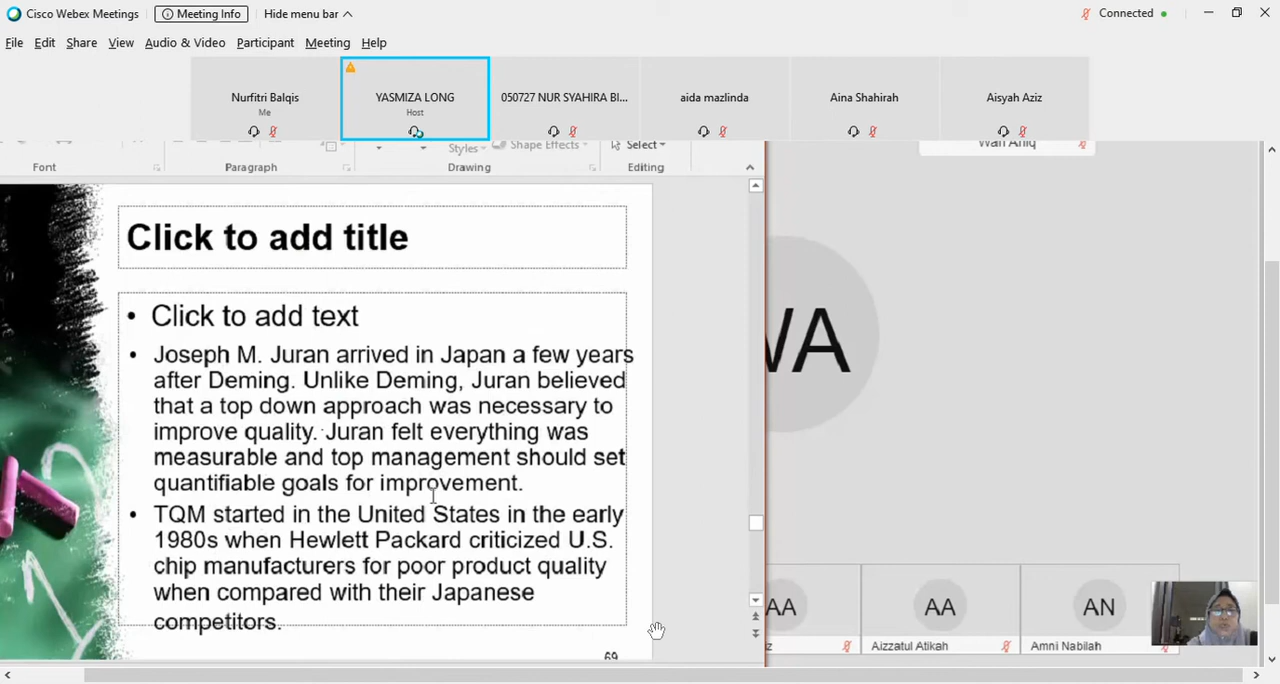 Cisco Webex Meetings
Meeting Info
Hide menu bar
Connected
File Edit Share View Audio & Video Participant Meeting Help
Nurfitri Balqis
Me
YASMIZA LONG
Host
050727 NUR SYAHIRA BI...
aida mazlinda
Aina Shahirah
Aisyah Aziz
Styles
Shape Effects
Select
Font
Paragraph
Drawing
Editing
Click to add title
• Click to add text
• Joseph M. Juran arrived in Japan a few years
after Deming. Unlike Deming, Juran believed
that a top down approach was necessary to
improve quality. Juran felt everything was
measurable and top management should set
quantifiable goals for improvement.
• TQM started in the United States in the early
1980s when Hewlett Packard criticized U.S.
chip manufacturers for poor product quality
when compared with their Japanese
competitors.
69
WA
AA
AA
Aizzatul Atikah
AN
Amni Nabilah